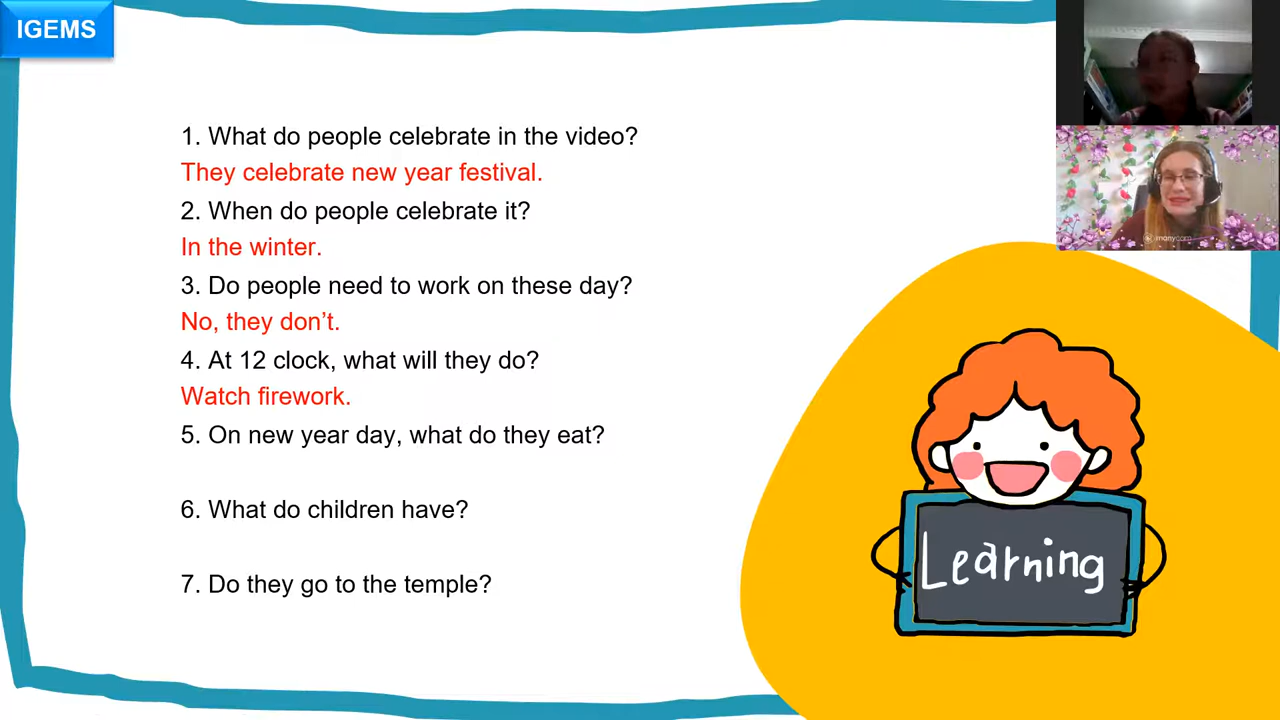 IGEMS
1. What do people celebrate in the video?
They celebrate new year festival.
2. When do people celebrate it?
In the winter.
3. Do people need to work on these day?
No, they don’t.
4. At 12 clock, what will they do?
Watch firework.
5. On new year day, what do they eat?
6. What do children have?
7. Do they go to the temple?
Learning